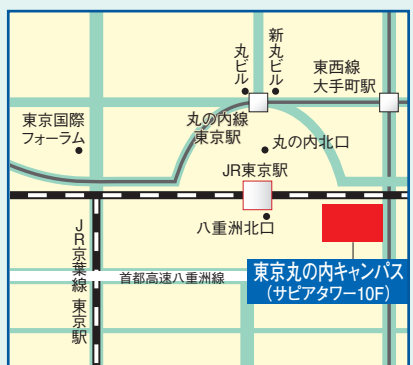 丸ビル
新丸ビル
東西線
大手町駅
東京国際
フォーラム
丸の内線
東京駅
丸の内北口
JR東京駅
八重洲北口
JR京葉線 東京駅
首都高速八重洲線
東京丸の内キャンパス
(サピアタワー10F)